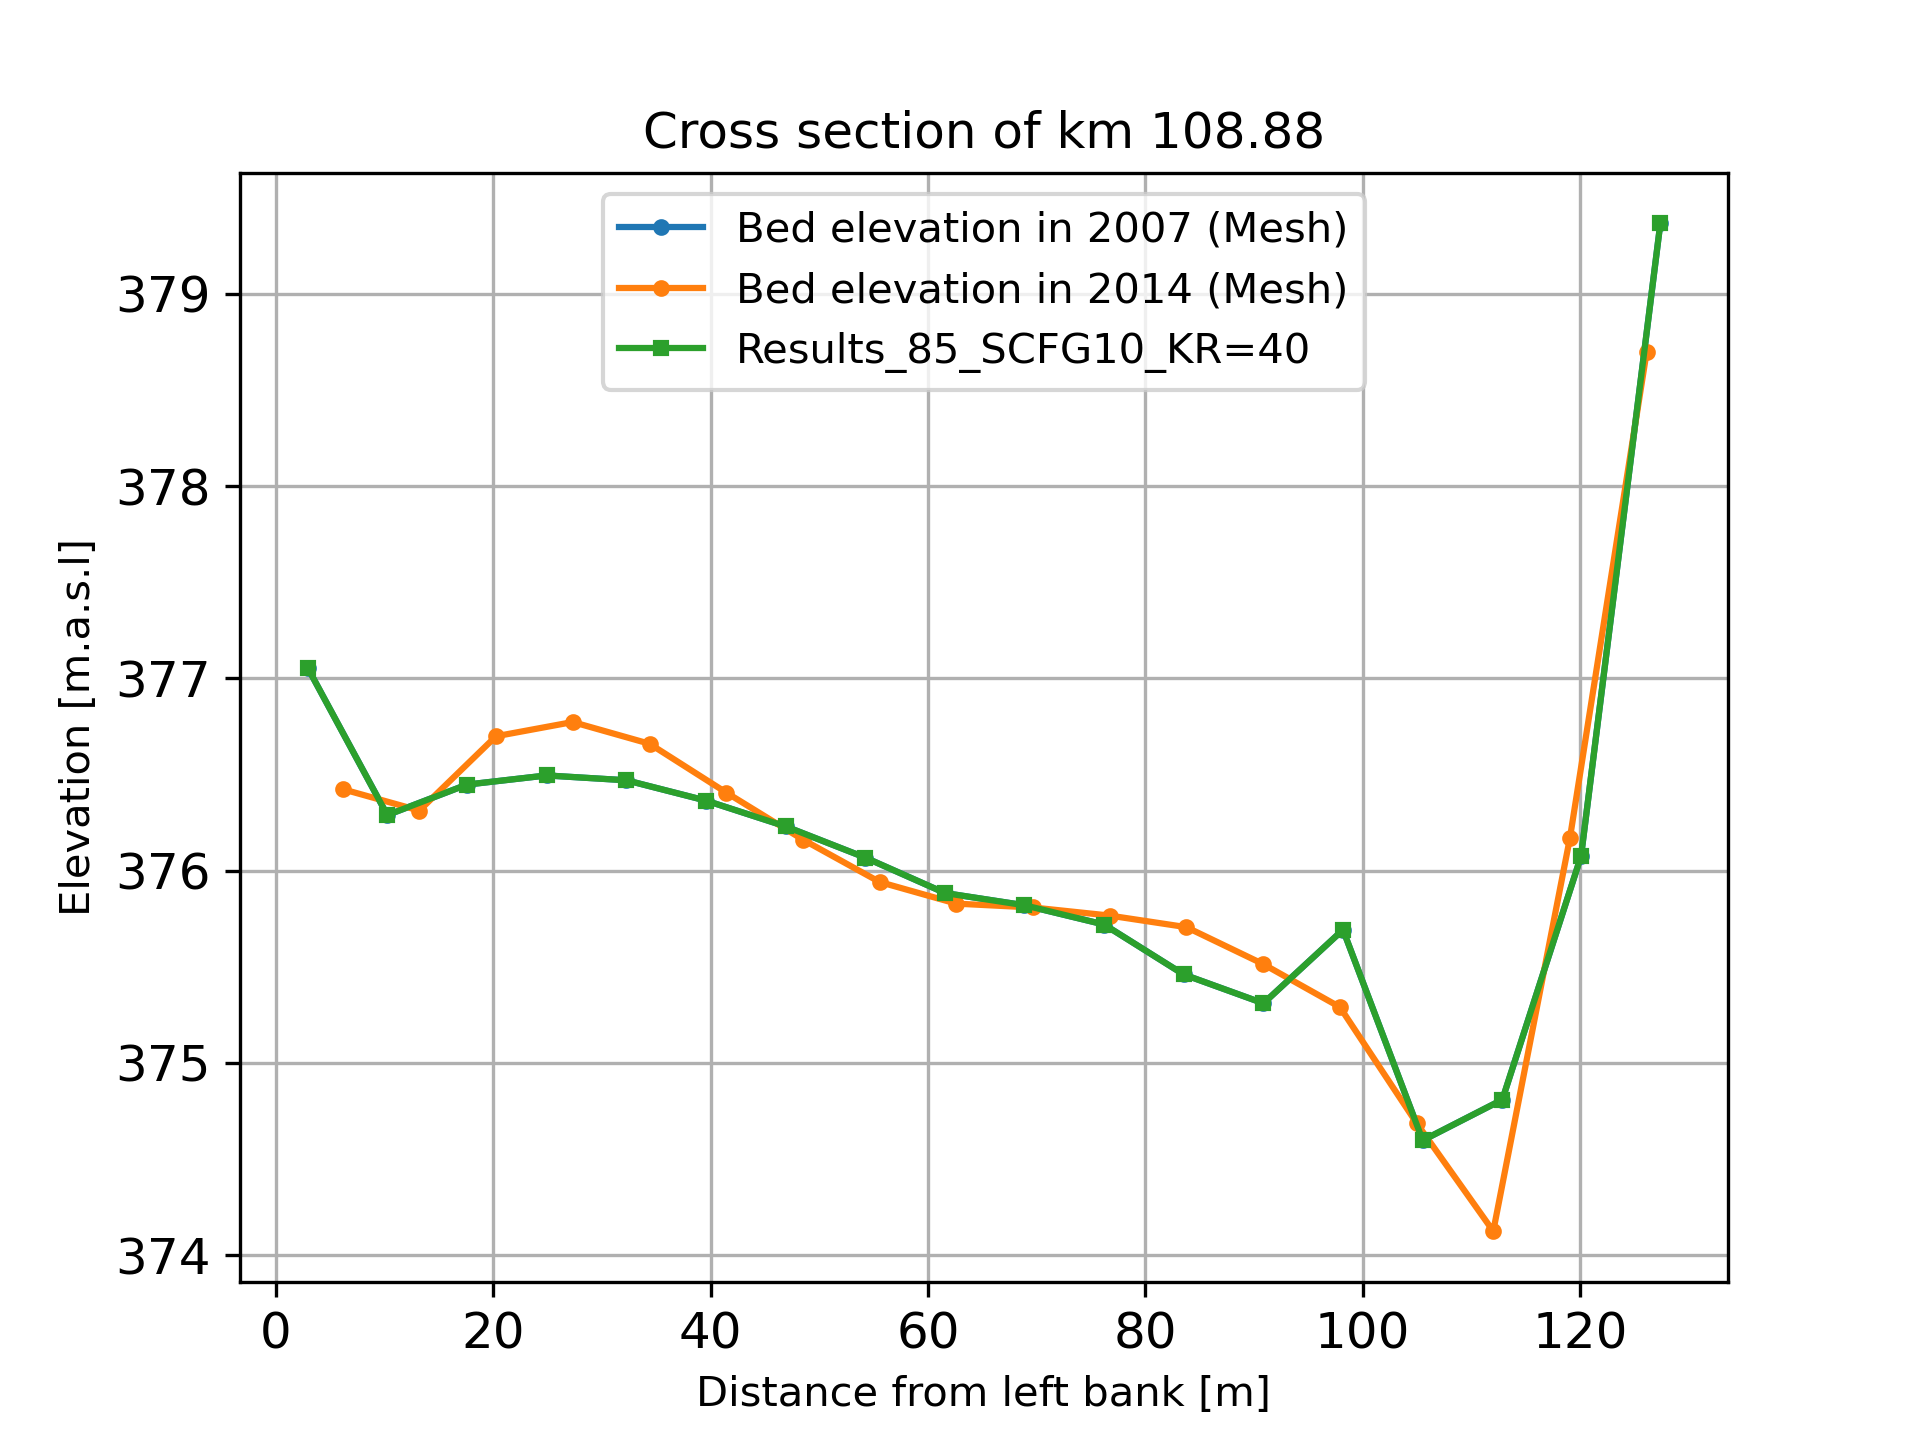 Cross section of km 108.88
Bed elevation in 2007 (Mesh)
Bed elevation in 2014 (Mesh)
Results_85_SCFG10_KR=40
Elevation [m.a.s.l]
379
378
377
376
375
374
0 20 40 60 80 100 120
Distance from left bank [m]